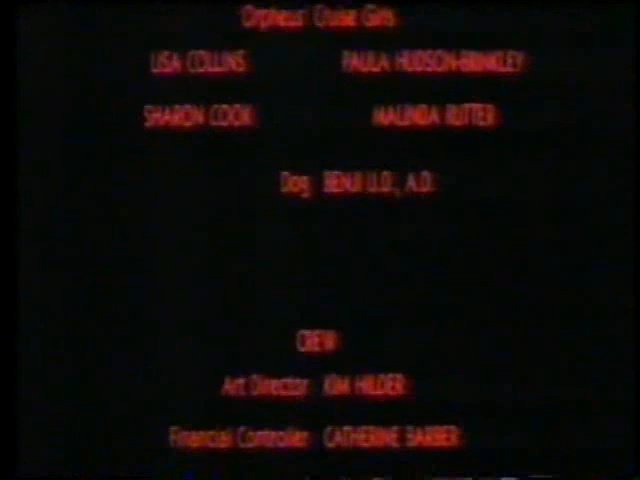 'Orpheus' Cruise Girls
LISA COLLINS PAULA HUDSON-BRINKLEY
SHARON COOK MALINDA RUTTER
Dog BENJI U.D., A.D.
CREW
Art Director KIM HILDER
Financial Controller CATHERINE BARBER